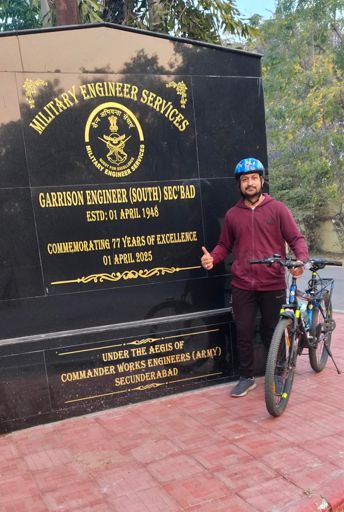 MILITARY ENGINEER SERVICES
MILITARY ENGINEER SERVICES
GARRISON ENGINEER (SOUTH) SEC'BAD
ESTD: 01 APRIL 1948
COMMEMORATING 77 YEARS OF EXCELLENCE
01 APRIL 2025
UNDER THE AEGIS OF
COMMANDER WORKS ENGINEERS (ARMY)
SECUNDERABAD